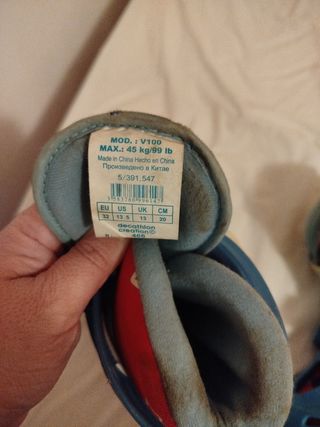 MOD. : V100
MAX.: 45 kg/99 lb
Made in China Hecho en China
Произведено в Китае
5/391.547
EU US UK CM
32 13.5 13 20
decathlon
creation©
466